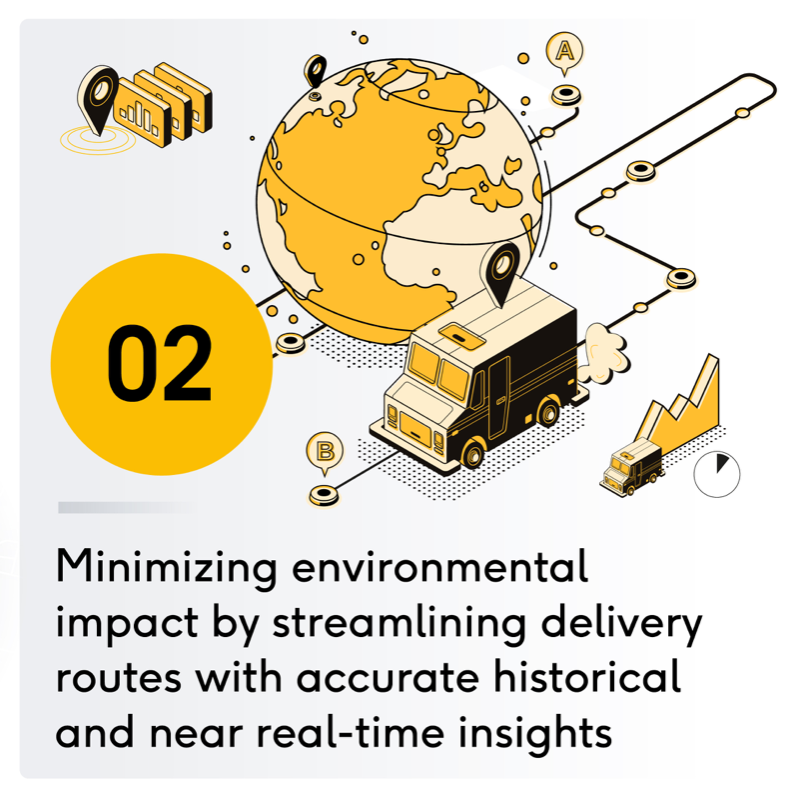 A
02
B
Minimizing environmental
impact by streamlining delivery
routes with accurate historical
and near real-time insights